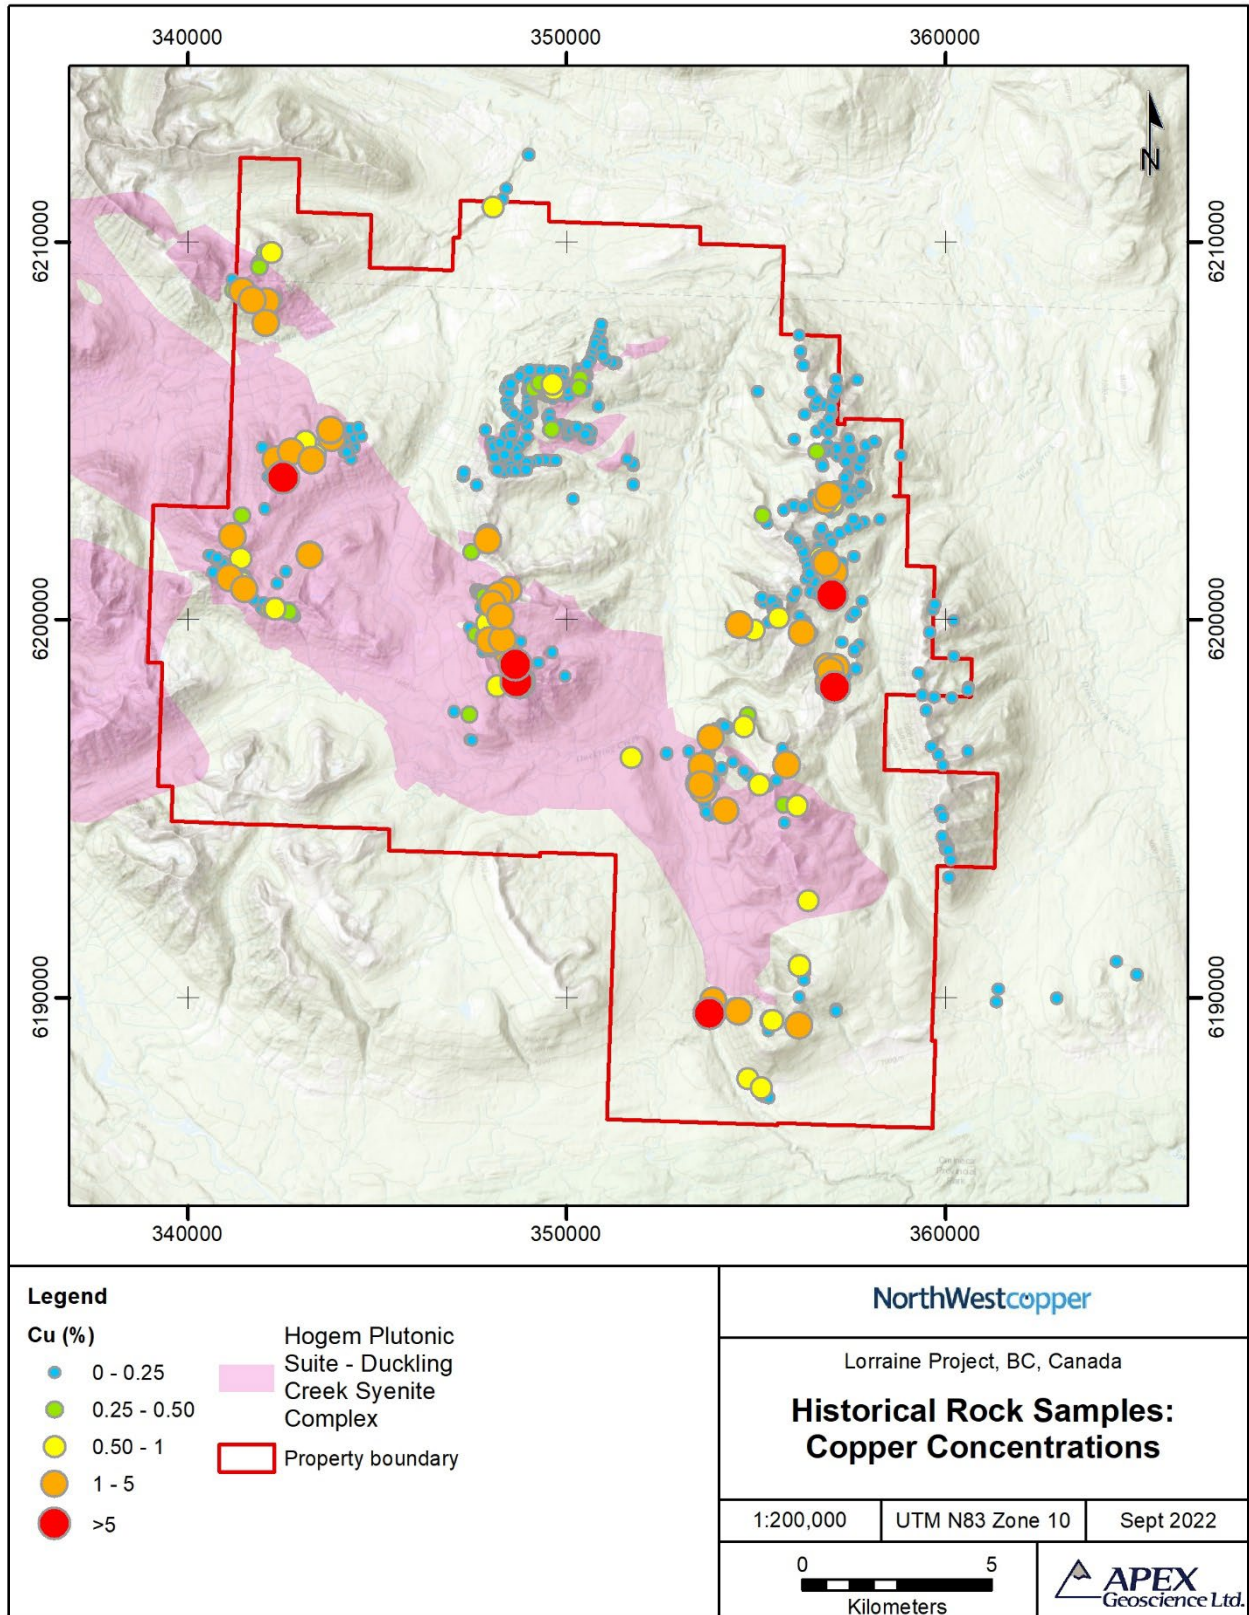 340000
350000
360000
N
6210000
6210000
6200000
6200000
6190000
6190000
340000
350000
360000
Legend
Cu (%)
0 - 0.25
0.25 - 0.50
0.50 - 1
1 - 5
>5
Hogem Plutonic
Suite - Duckling
Creek Syenite
Complex
Property boundary
NorthWestcopper
Lorraine Project, BC, Canada
Historical Rock Samples:
Copper Concentrations
1:200,000
UTM N83 Zone 10
Sept 2022
0
5
Kilometers
APEX
Geoscience Ltd.